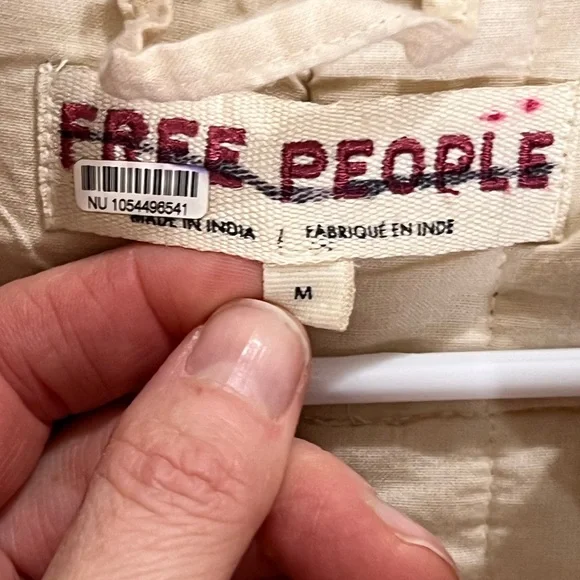 FREE PEOPLE
NU 1054496541
MADE IN INDIA / FABRIQUÉ EN INDE
M